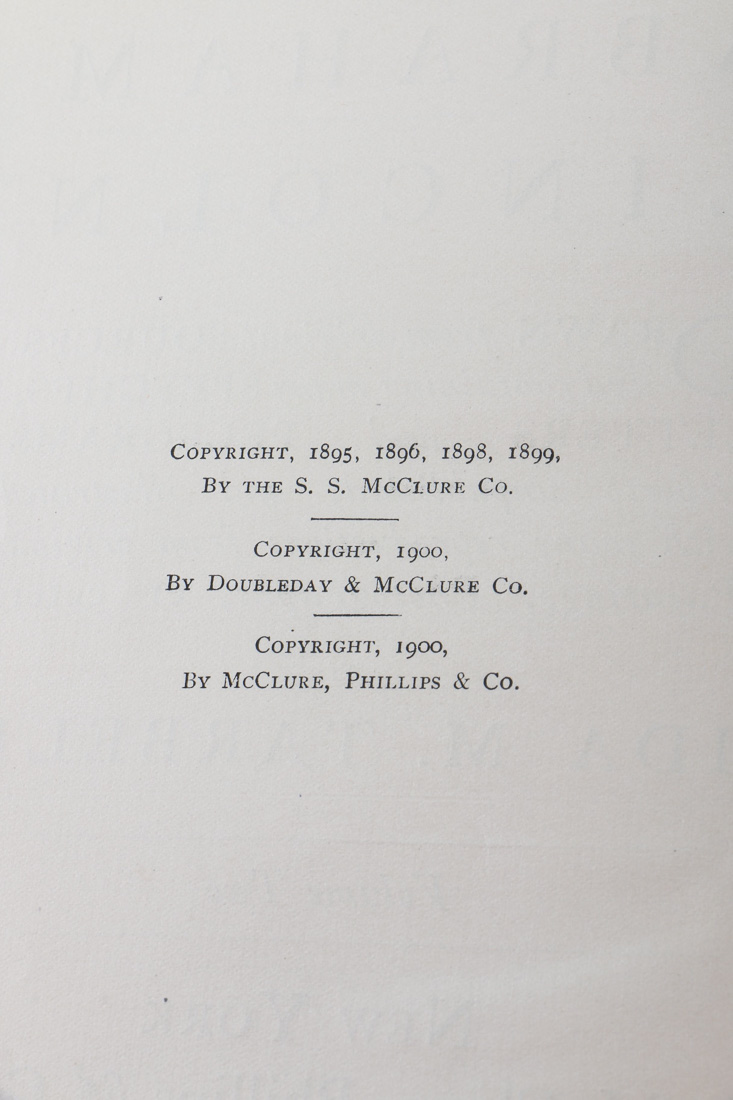 COPYRIGHT, 1895, 1896, 1898, 1899,
BY THE S. S. MCCLURE CO.
COPYRIGHT, 1900,
BY DOUBLEDAY & MCCLURE CO.
COPYRIGHT, 1900,
BY MCCLURE, PHILLIPS & CO.